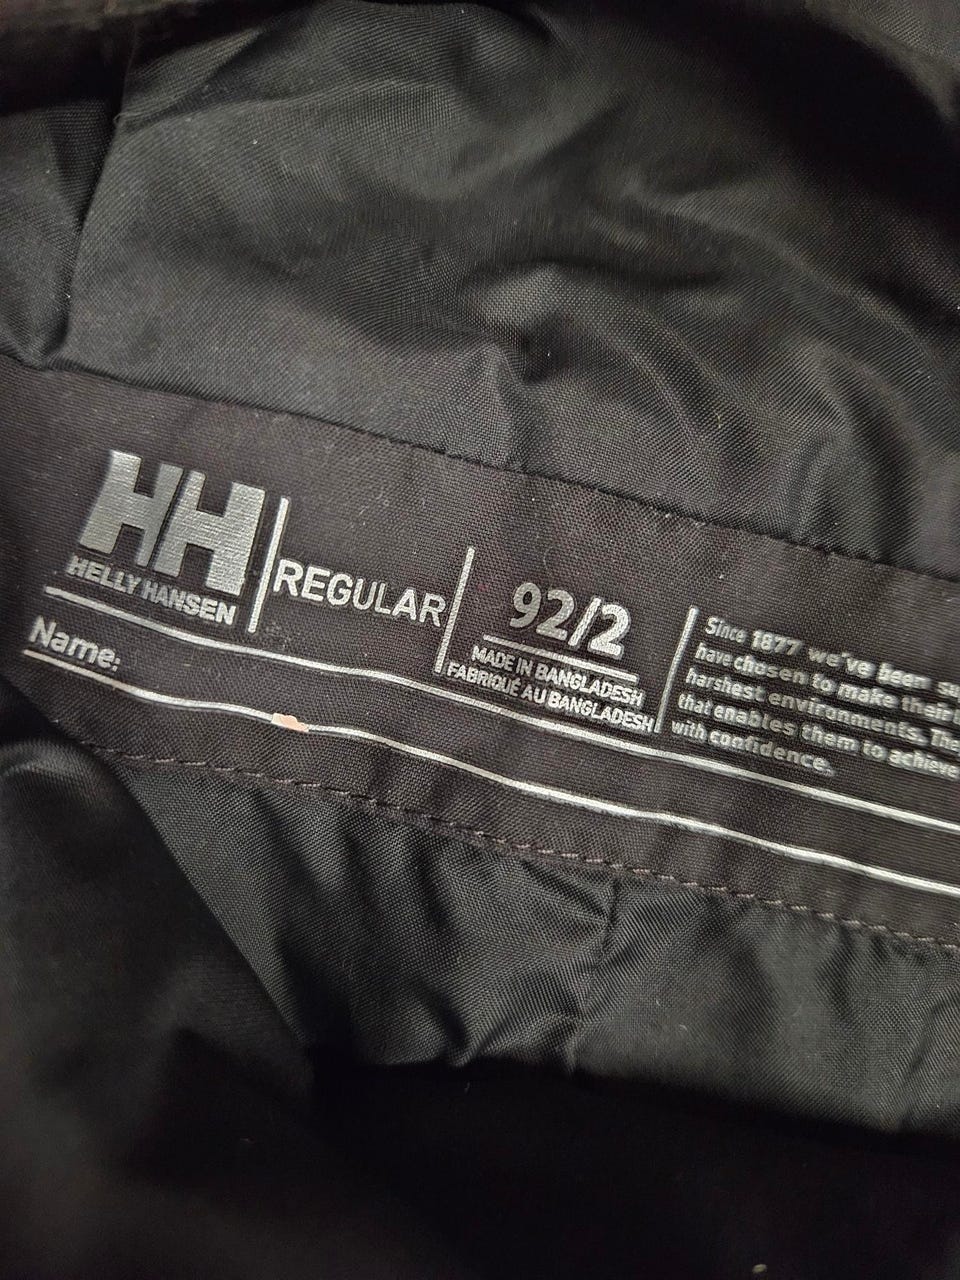 HH
HELLY HANSEN
REGULAR
92/2
MADE IN BANGLADESH
FABRIQUÉ AU BANGLADESH
Since 1877 we've been
have chosen to make their
harshest environments.
that enables them to achieve
with confidence.
Name: